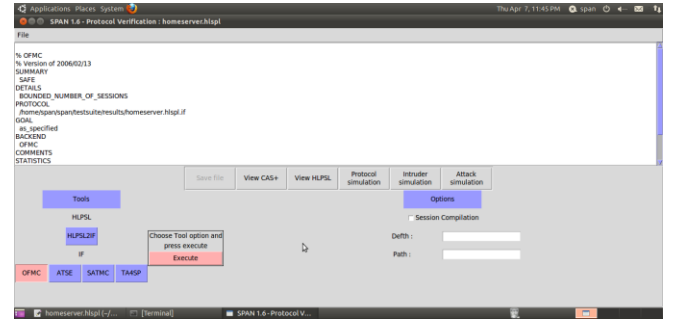 Applications Places System
Thu Apr 7, 11:45 PM span
SPAN 1.6 - Protocol Verification : homeserver.hlspl
File
% OFMC
% Version of 2006/02/13
SUMMARY
SAFE
DETAILS
BOUNDED_NUMBER_OF_SESSIONS
PROTOCOL
/home/span/span/testsuite/results/homeserver.hlspl.if
GOAL
as_specified
BACKEND
OFMC
COMMENTS
STATISTICS
Save file
View CAS+
View HLPSL
Protocol
simulation
Intruder
simulation
Attack
simulation
Tools
Options
HLPSL
Session Compilation
HLPSL2IF
Choose Tool option and
press execute
Execute
Defth :
IF
Path :
OFMC
ATSE
SATMC
TA4SP
homeserver.hlspl (~/...
[Terminal]
SPAN 1.6 - Protocol V...